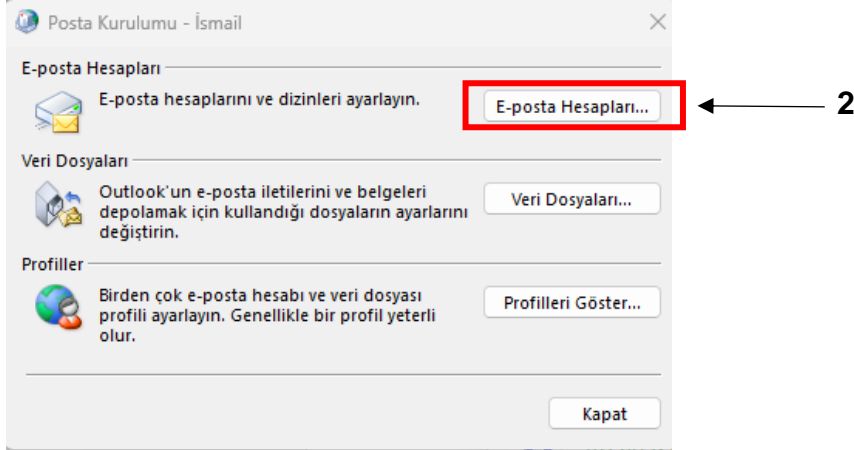 Posta Kurulumu - İsmail
E-posta Hesapları
E-posta hesaplarını ve dizinleri ayarlayın.
E-posta Hesapları...
2
Veri Dosyaları
Outlook'un e-posta iletilerini ve belgeleri
depolamak için kullandığı dosyaların ayarlarını
değiştirin.
Veri Dosyaları...
Profiller
Birden çok e-posta hesabı ve veri dosyası
profili ayarlayın. Genellikle bir profil yeterli
olur.
Profilleri Göster...
Kapat